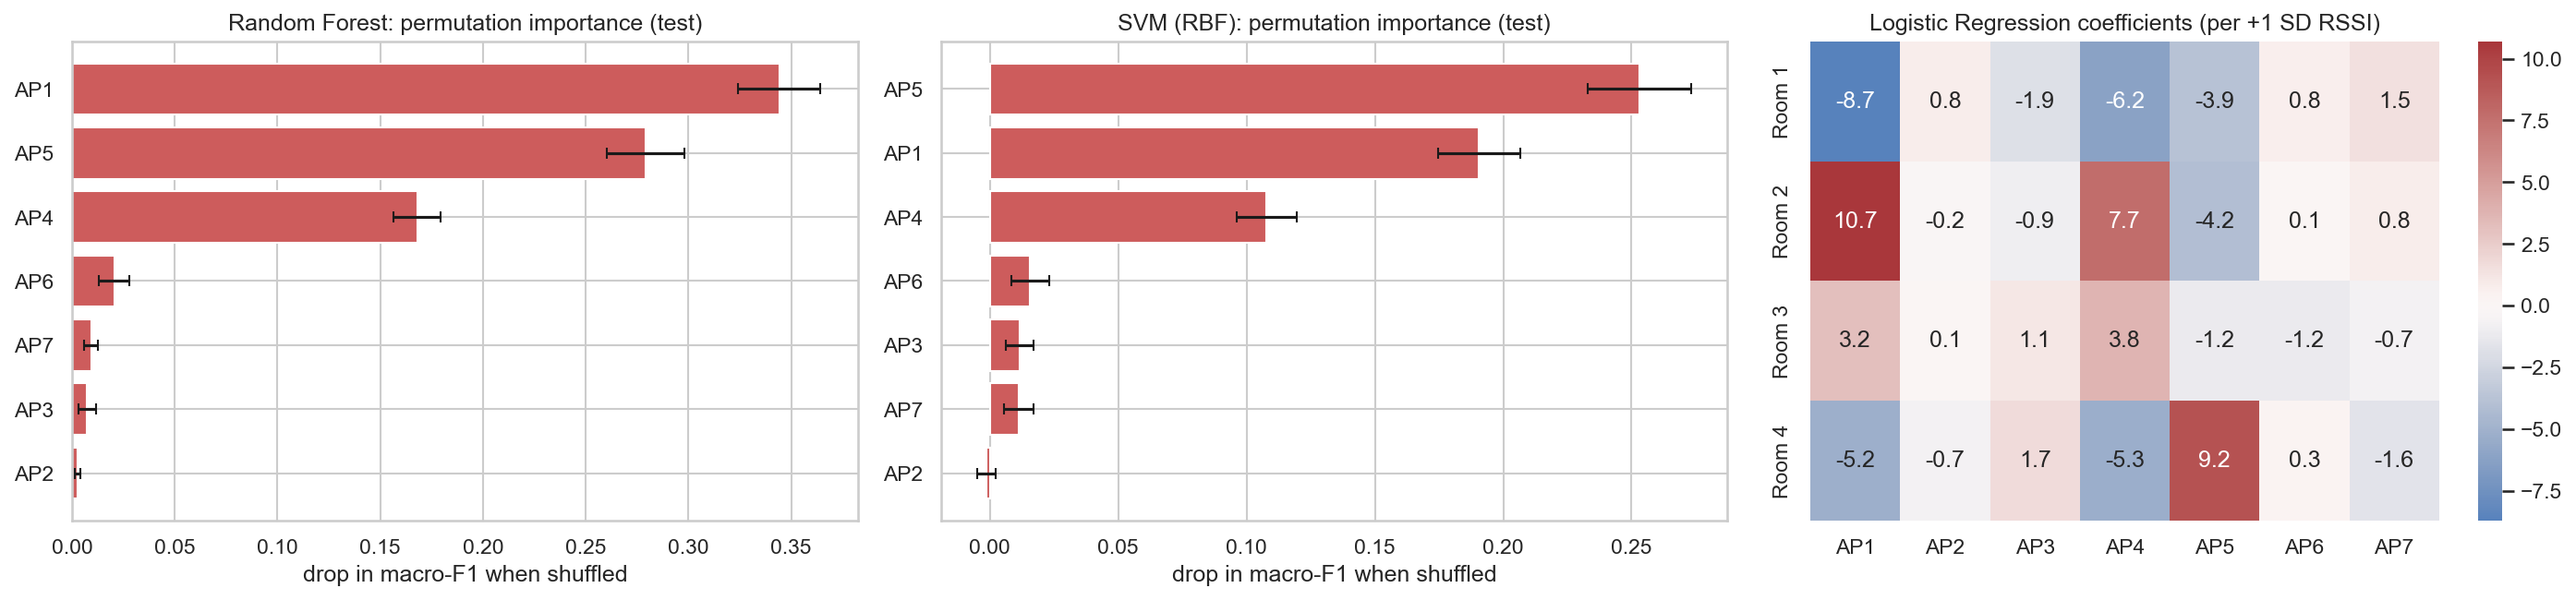 Random Forest: permutation importance (test)
AP1
AP5
AP4
AP6
AP7
AP3
AP2
0.00 0.05 0.10 0.15 0.20 0.25 0.30 0.35
drop in macro-F1 when shuffled
SVM (RBF): permutation importance (test)
AP5
AP1
AP4
AP6
AP3
AP7
AP2
0.00 0.05 0.10 0.15 0.20 0.25
drop in macro-F1 when shuffled
Logistic Regression coefficients (per +1 SD RSSI)
Room 1 -8.7 0.8 -1.9 -6.2 -3.9 0.8 1.5
Room 2 10.7 -0.2 -0.9 7.7 -4.2 0.1 0.8
Room 3 3.2 0.1 1.1 3.8 -1.2 -1.2 -0.7
Room 4 -5.2 -0.7 1.7 -5.3 9.2 0.3 -1.6
AP1 AP2 AP3 AP4 AP5 AP6 AP7
10.0
7.5
5.0
2.5
0.0
−2.5
−5.0
−7.5